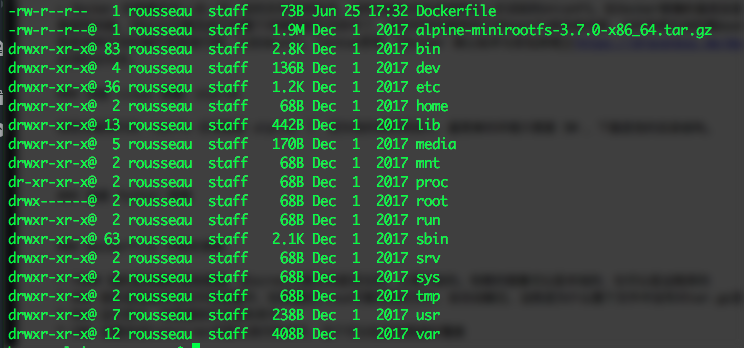 -rw-r--r--   1 rousseau  staff    73B Jun 25 17:32 Dockerfile
-rw-r--r--@  1 rousseau  staff   1.9M Dec  1  2017 alpine-minirootfs-3.7.0-x86_64.tar.gz
drwxr-xr-x@ 83 rousseau  staff   2.8K Dec  1  2017 bin
drwxr-xr-x@  4 rousseau  staff   136B Dec  1  2017 dev
drwxr-xr-x@ 36 rousseau  staff   1.2K Dec  1  2017 etc
drwxr-xr-x@  2 rousseau  staff    68B Dec  1  2017 home
drwxr-xr-x@ 13 rousseau  staff   442B Dec  1  2017 lib
drwxr-xr-x@  5 rousseau  staff   170B Dec  1  2017 media
drwxr-xr-x@  2 rousseau  staff    68B Dec  1  2017 mnt
dr-xr-xr-x@  2 rousseau  staff    68B Dec  1  2017 proc
drwx------@  2 rousseau  staff    68B Dec  1  2017 root
drwxr-xr-x@  2 rousseau  staff    68B Dec  1  2017 run
drwxr-xr-x@ 63 rousseau  staff   2.1K Dec  1  2017 sbin
drwxr-xr-x@  2 rousseau  staff    68B Dec  1  2017 srv
drwxr-xr-x@  2 rousseau  staff    68B Dec  1  2017 sys
drwxr-xr-x@  2 rousseau  staff    68B Dec  1  2017 tmp
drwxr-xr-x@  7 rousseau  staff   238B Dec  1  2017 usr
drwxr-xr-x@ 12 rousseau  staff   408B Dec  1  2017 var